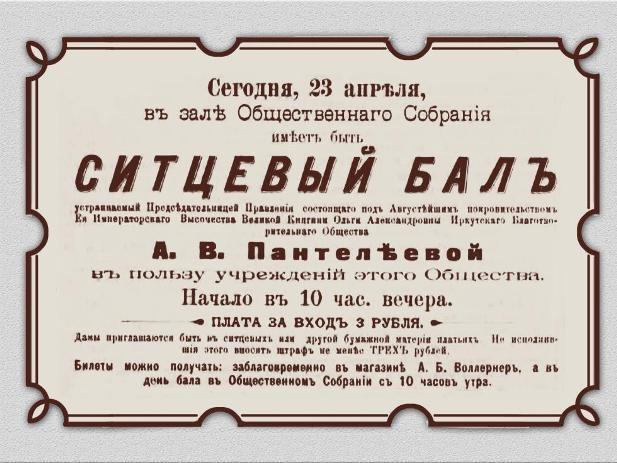 Сегодня, 23 апрѣля,
въ залѣ Общественнаго Собранія
имѣетъ быть
СИТЦЕВЫЙ БАЛЪ
устраиваемый Предсѣдательницей Правленія состоящаго подъ Августѣйшимъ покровительствомъ
Ея Императорскаго Высочества Великой Княгини Ольги Александровны Иркутскаго Благотво-
рительнаго Общества
А. В. Пантелѣевой
въ пользу учрежденій этого Общества.
Начало въ 10 час. вечера.
ПЛАТА ЗА ВХОДЪ 3 РУБЛЯ.
Дамы приглашаются быть въ ситцевыхъ или другой бумажной матеріи платьяхъ Не исполнив-
шія этого вносятъ штрафъ не менѣе ТРЕХЪ рублей.
Билеты можно получать: заблаговременно въ магазинѣ А. Б. Воллернеръ, а въ
день бала въ Общественномъ Собраніи съ 10 часовъ утра.